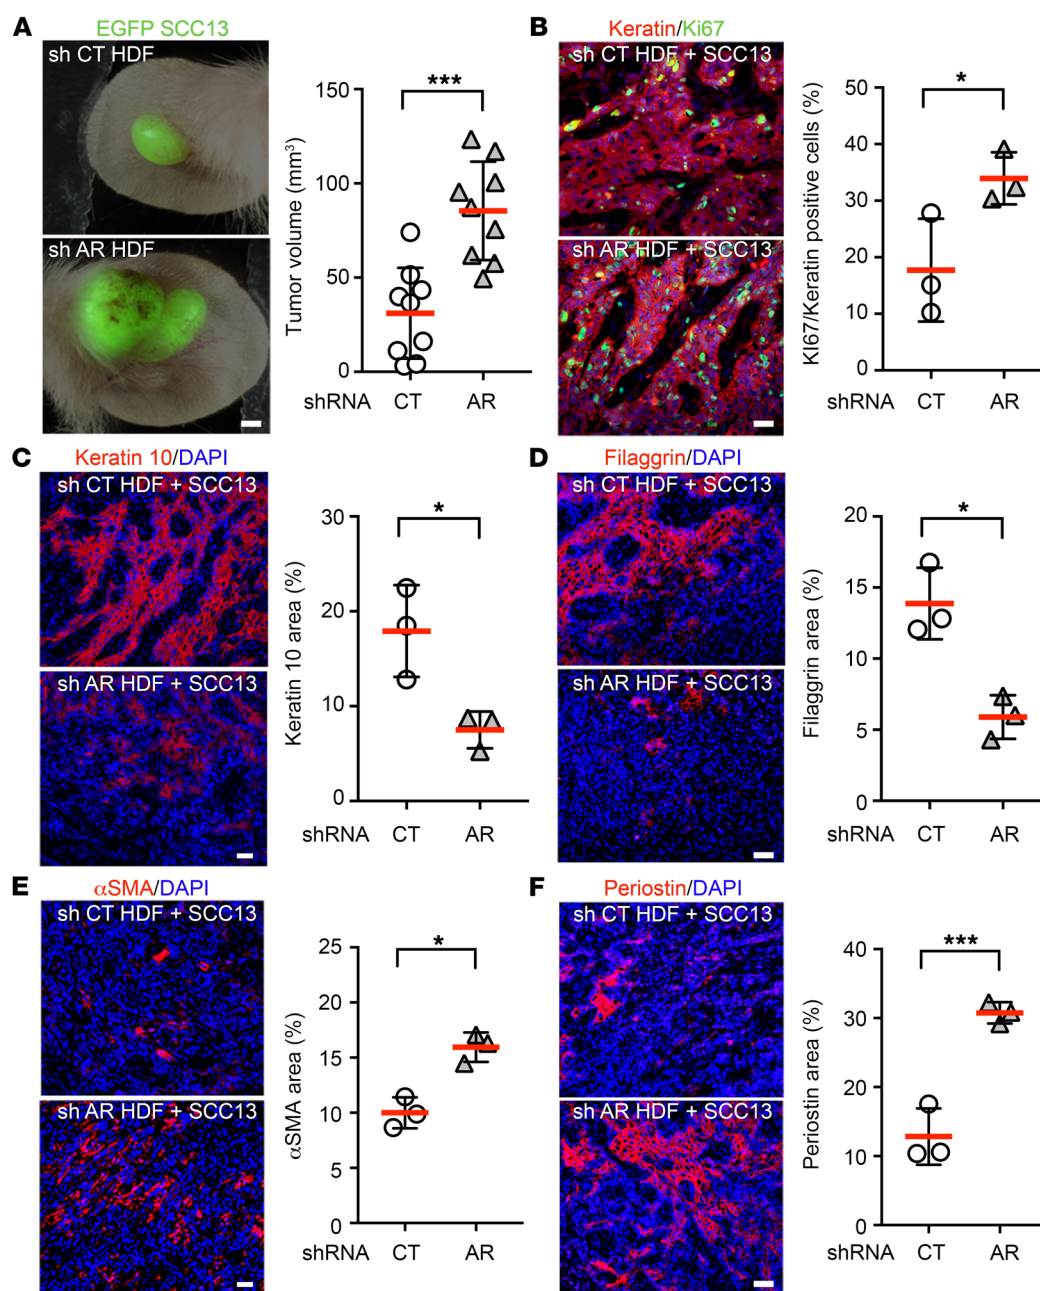 A
EGFP SCC13
sh CT HDF
sh AR HDF
Tumor volume (mm³)
150
100
50
0
***
shRNA CT AR
B
Keratin/Ki67
sh CT HDF + SCC13
sh AR HDF + SCC13
KI67/Keratin positive cells (%)
50
40
30
20
10
0
*
shRNA CT AR
C
Keratin 10/DAPI
sh CT HDF + SCC13
sh AR HDF + SCC13
Keratin 10 area (%)
30
20
10
0
*
shRNA CT AR
D
Filaggrin/DAPI
sh CT HDF + SCC13
sh AR HDF + SCC13
Filaggrin area (%)
20
15
10
5
0
*
shRNA CT AR
E
αSMA/DAPI
sh CT HDF + SCC13
sh AR HDF + SCC13
αSMA area (%)
25
20
15
10
5
0
*
shRNA CT AR
F
Periostin/DAPI
sh CT HDF + SCC13
sh AR HDF + SCC13
Periostin area (%)
40
30
20
10
0
***
shRNA CT AR